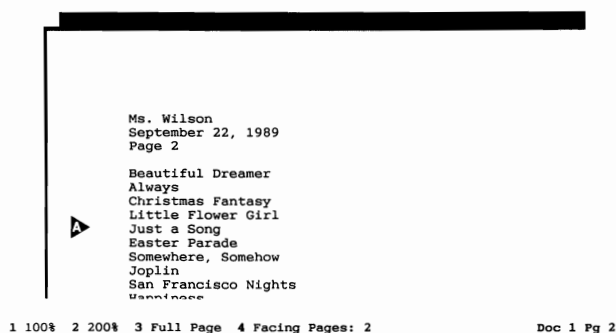 Ms. Wilson
September 22, 1989
Page 2
Beautiful Dreamer
Always
Christmas Fantasy
Little Flower Girl
A
Just a Song
Easter Parade
Somewhere, Somehow
Joplin
San Francisco Nights
Happiness
1 100% 2 200% 3 Full Page 4 Facing Pages: 2 Doc 1 Pg 2